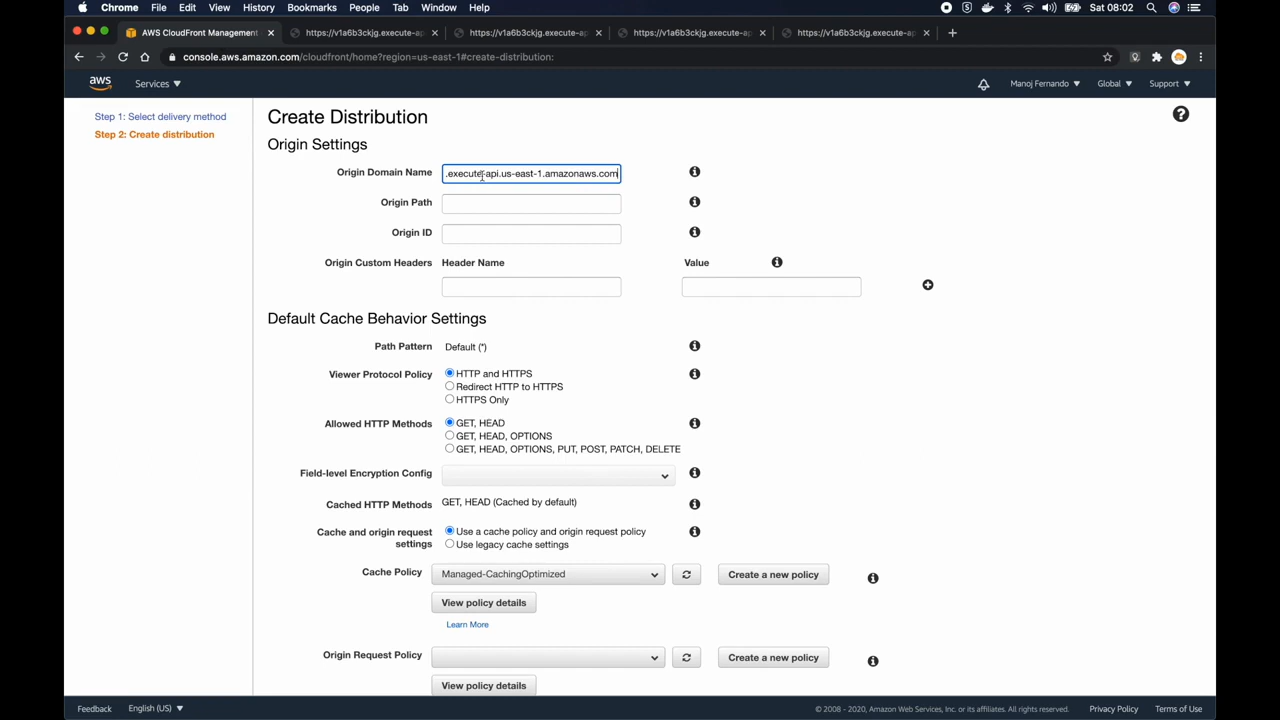 Chrome File Edit View History Bookmarks People Tab Window Help Sat 08:02
AWS CloudFront Management https://v1a6b3ckjg.execute-ap https://v1a6b3ckjg.execute-ap https://v1a6b3ckjg.execute-ap https://v1a6b3ckjg.execute-ap
console.aws.amazon.com/cloudfront/home?region=us-east-1#create-distribution:
aws Services Manoj Fernando Global Support
Step 1: Select delivery method
Step 2: Create distribution
Create Distribution
Origin Settings
Origin Domain Name .execute-api.us-east-1.amazonaws.com
Origin Path
Origin ID
Origin Custom Headers Header Name Value
Default Cache Behavior Settings
Path Pattern Default (*)
Viewer Protocol Policy HTTP and HTTPS
Redirect HTTP to HTTPS
HTTPS Only
Allowed HTTP Methods GET, HEAD
GET, HEAD, OPTIONS
GET, HEAD, OPTIONS, PUT, POST, PATCH, DELETE
Field-level Encryption Config
Cached HTTP Methods GET, HEAD (Cached by default)
Cache and origin request settings Use a cache policy and origin request policy
Use legacy cache settings
Cache Policy Managed-CachingOptimized Create a new policy
View policy details
Learn More
Origin Request Policy Create a new policy
View policy details
Feedback English (US) © 2008 - 2020, Amazon Web Services, Inc. or its affiliates. All rights reserved. Privacy Policy Terms of Use